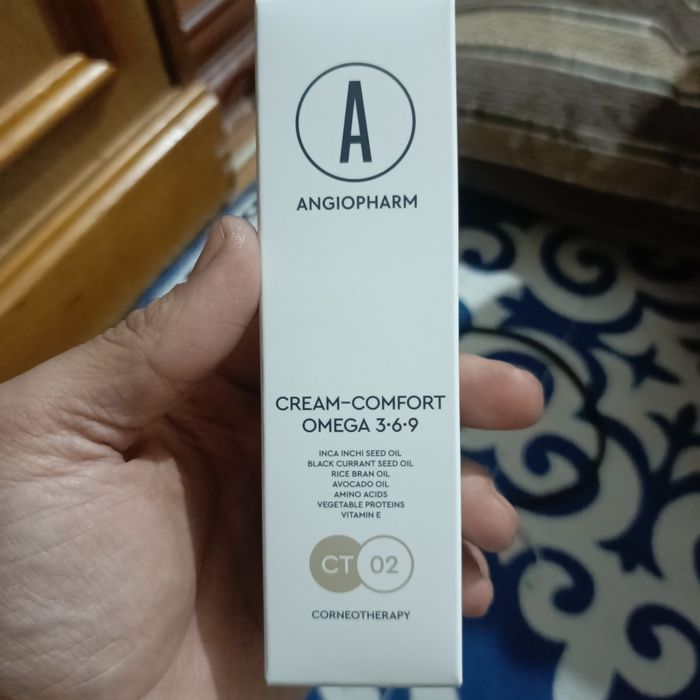 A
ANGIOPHARM
CREAM-COMFORT
OMEGA 3·6·9
INCA INCHI SEED OIL
BLACK CURRANT SEED OIL
RICE BRAN OIL
AVOCADO OIL
AMINO ACIDS
VEGETABLE PROTEINS
VITAMIN E
CT 02
CORNEOTHERAPY